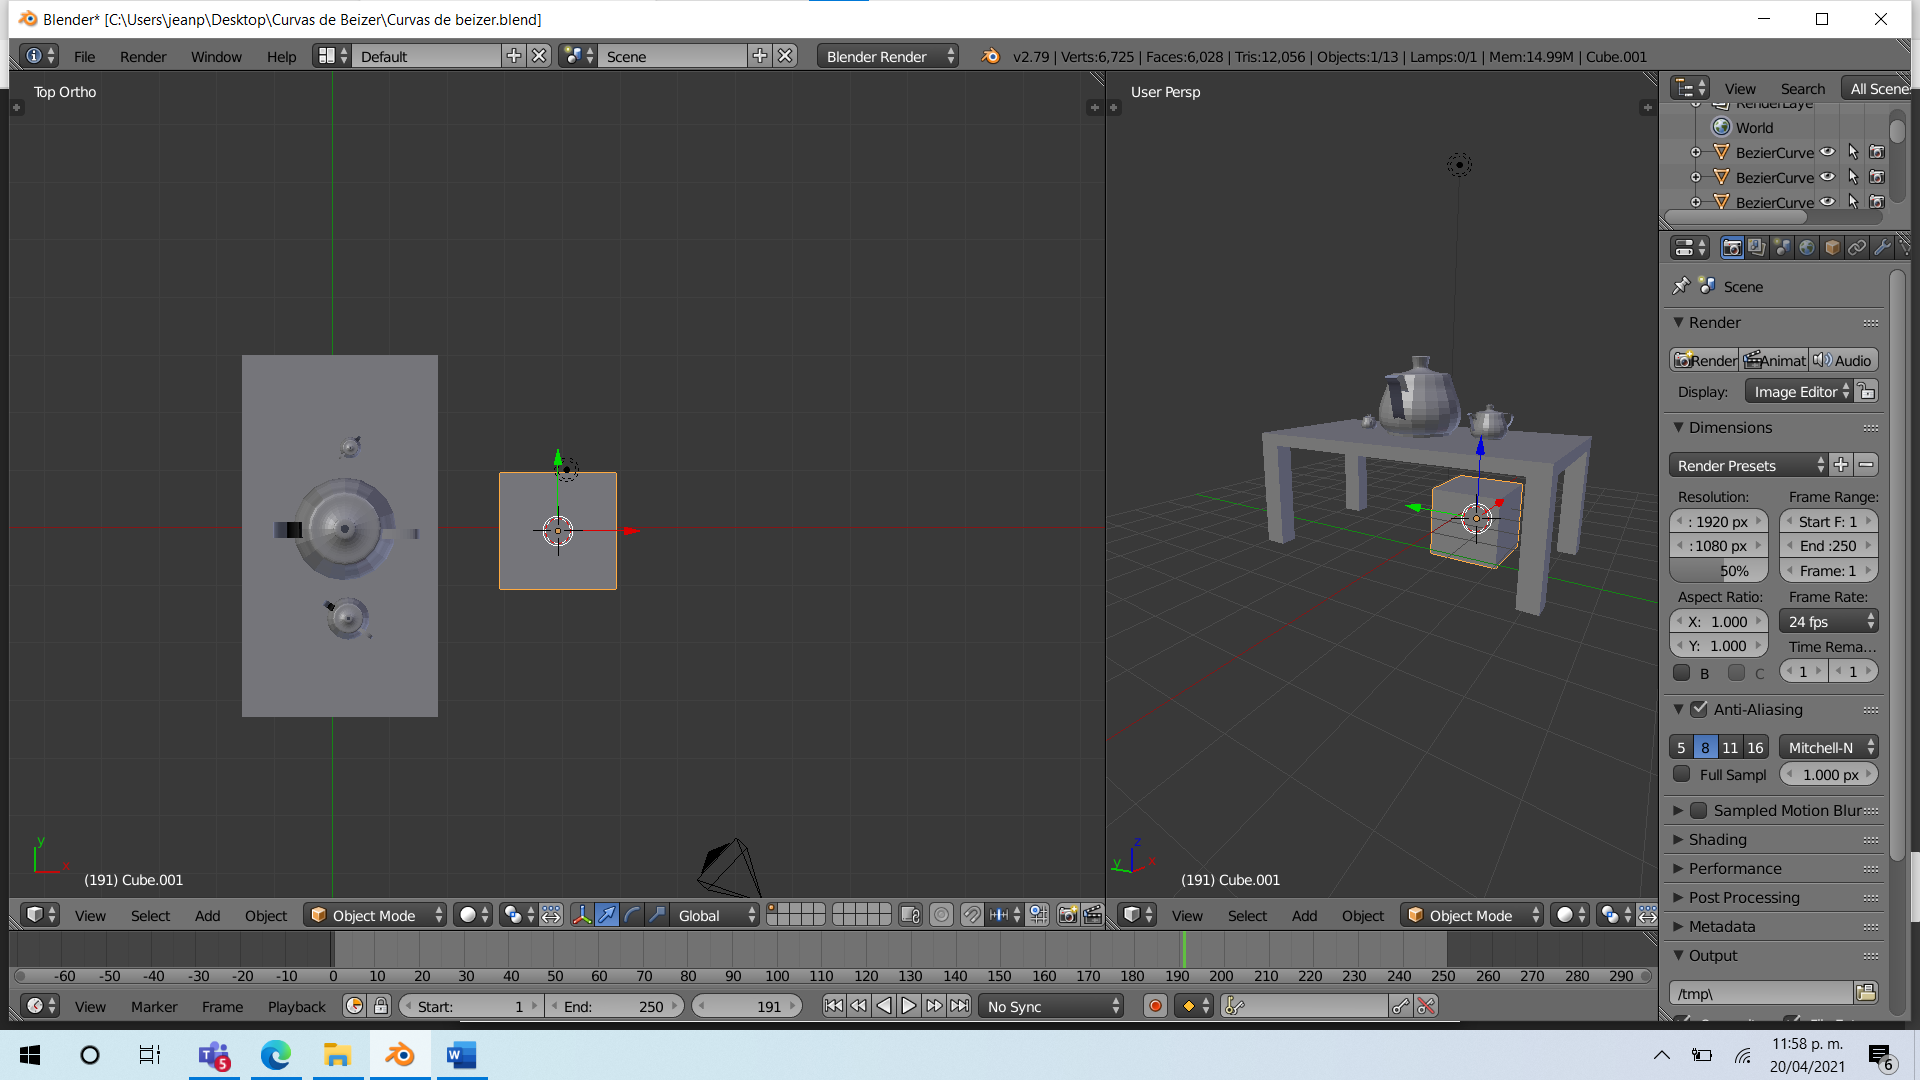 Blender* [C:\Users\jeanp\Desktop\Curvas de Beizer\Curvas de beizer.blend]
File Render Window Help Default Scene Blender Render v2.79 | Verts:6,725 | Faces:6,028 | Tris:12,056 | Objects:1/13 | Lamps:0/1 | Mem:14.99M | Cube.001
Top Ortho
(191) Cube.001
y
x
User Persp
(191) Cube.001
z
y
x
View Search All Scene
RenderLaye
World
BezierCurve
BezierCurve
BezierCurve
Scene
Render
Render Animat Audio
Display: Image Editor
Dimensions
Render Presets
Resolution: Frame Range:
: 1920 px Start F: 1
: 1080 px End :250
50% Frame: 1
Aspect Ratio: Frame Rate:
X: 1.000 24 fps
Y: 1.000 Time Rema...
B C 1 1
Anti-Aliasing
5 8 11 16 Mitchell-N
Full Sampl 1.000 px
Sampled Motion Blur
Shading
Performance
Post Processing
Metadata
Output
/tmp\
View Select Add Object Object Mode Global
View Select Add Object Object Mode
-60 -50 -40 -30 -20 -10 0 10 20 30 40 50 60 70 80 90 100 110 120 130 140 150 160 170 180 190 200 210 220 230 240 250 260 270 280 290
View Marker Frame Playback Start: 1 End: 250 191 No Sync
5
11:58 p. m.
20/04/2021
6